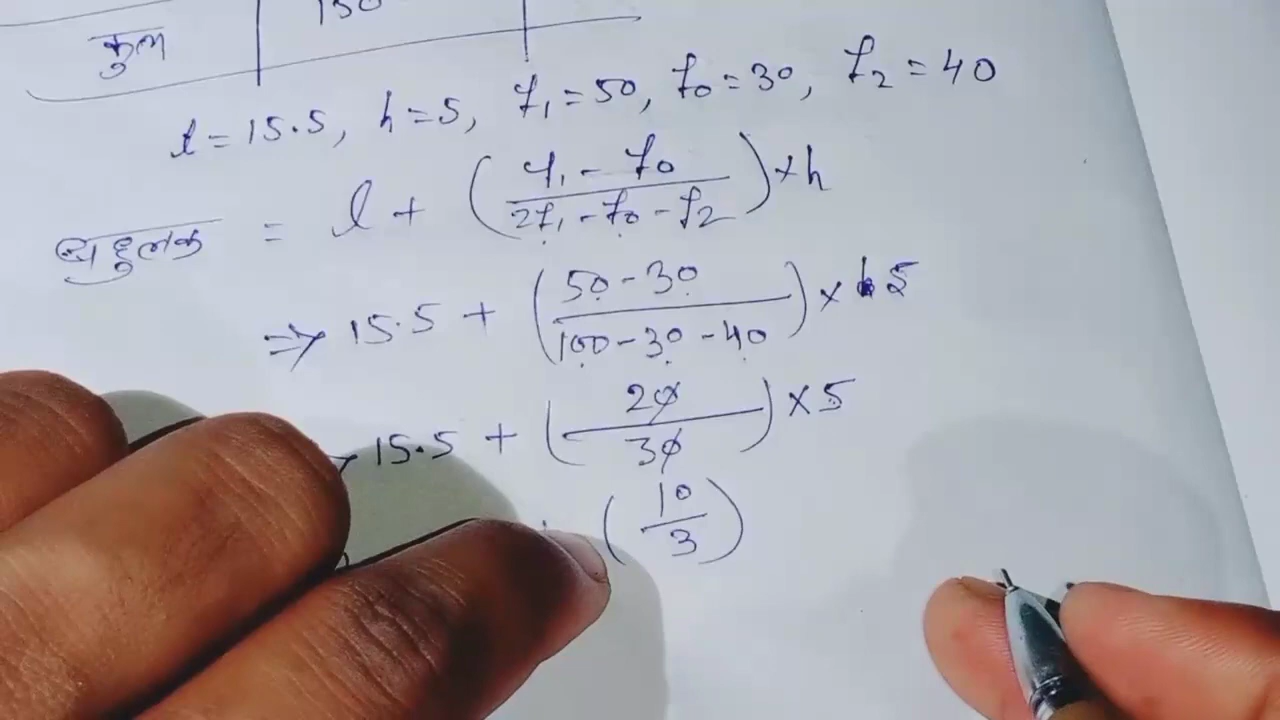 कुल 150
l = 15.5, h = 5, f₁ = 50, f₀ = 30, f₂ = 40
बहुलक = l + (f₁ - f₀ / 2f₁ - f₀ - f₂) × h
⇒ 15.5 + (50 - 30 / 100 - 30 - 40) × 5
15.5 + (20 / 30) × 5
(10 / 3)